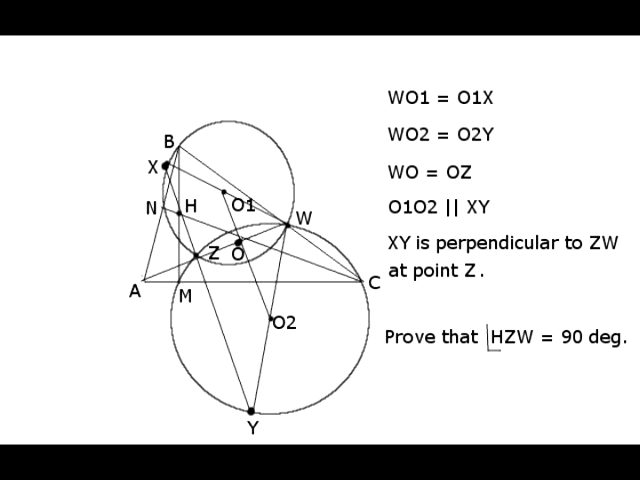 WO1 = O1X
WO2 = O2Y
WO = OZ
O1O2 || XY
XY is perpendicular to ZW
at point Z .
Prove that HZW = 90 deg.
B
X
N
H
O1
W
Z
O
A
M
C
O2
Y